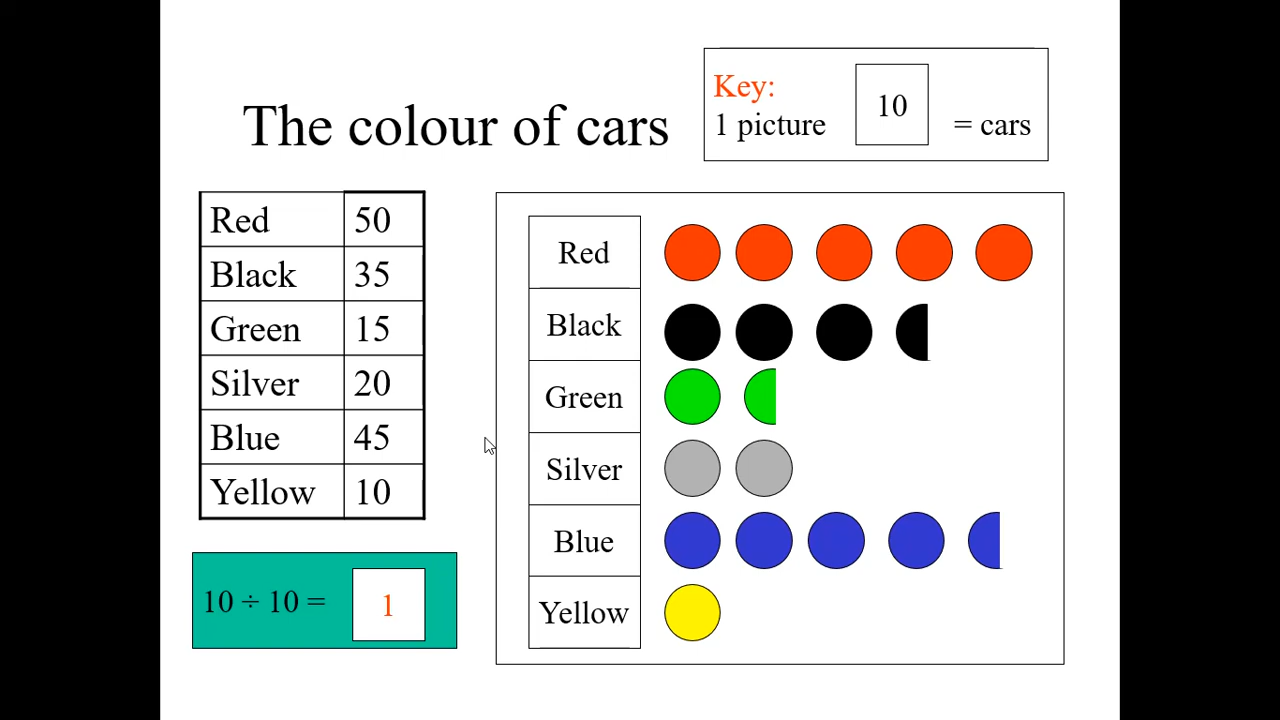 The colour of cars
Key:
1 picture 10 = cars
Red 50
Black 35
Green 15
Silver 20
Blue 45
Yellow 10
10 ÷ 10 = 1
Red
Black
Green
Silver
Blue
Yellow